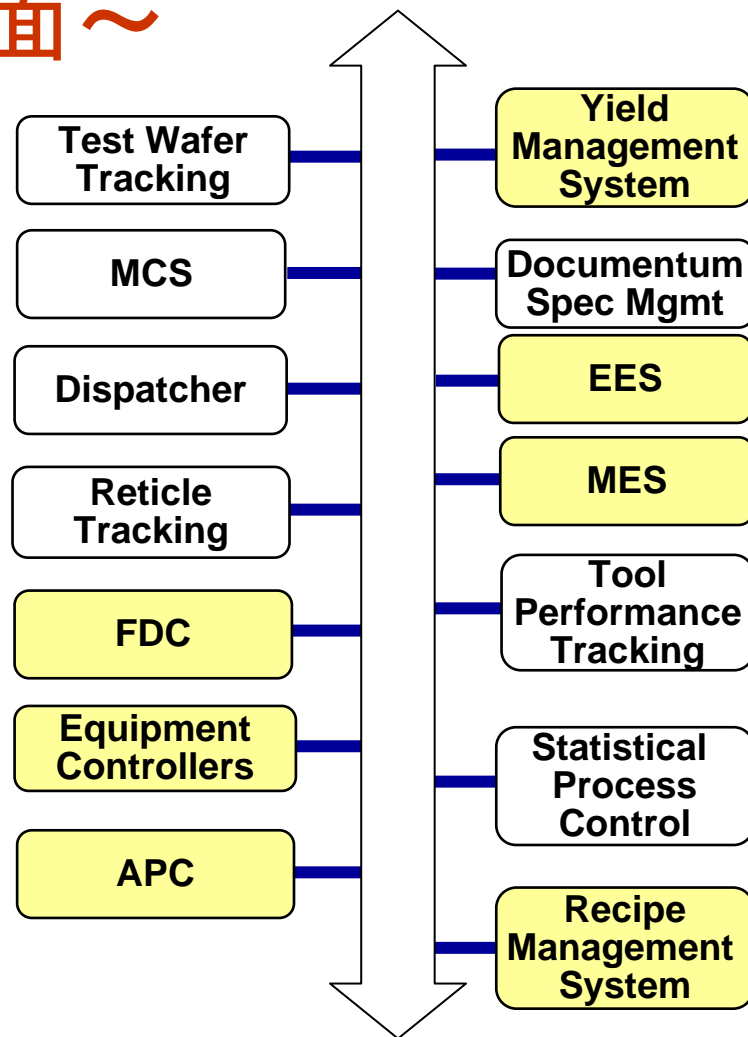 面～
Test Wafer
Tracking
MCS
Dispatcher
Reticle
Tracking
FDC
Equipment
Controllers
APC
Yield
Management
System
Documentum
Spec Mgmt
EES
MES
Tool
Performance
Tracking
Statistical
Process
Control
Recipe
Management
System